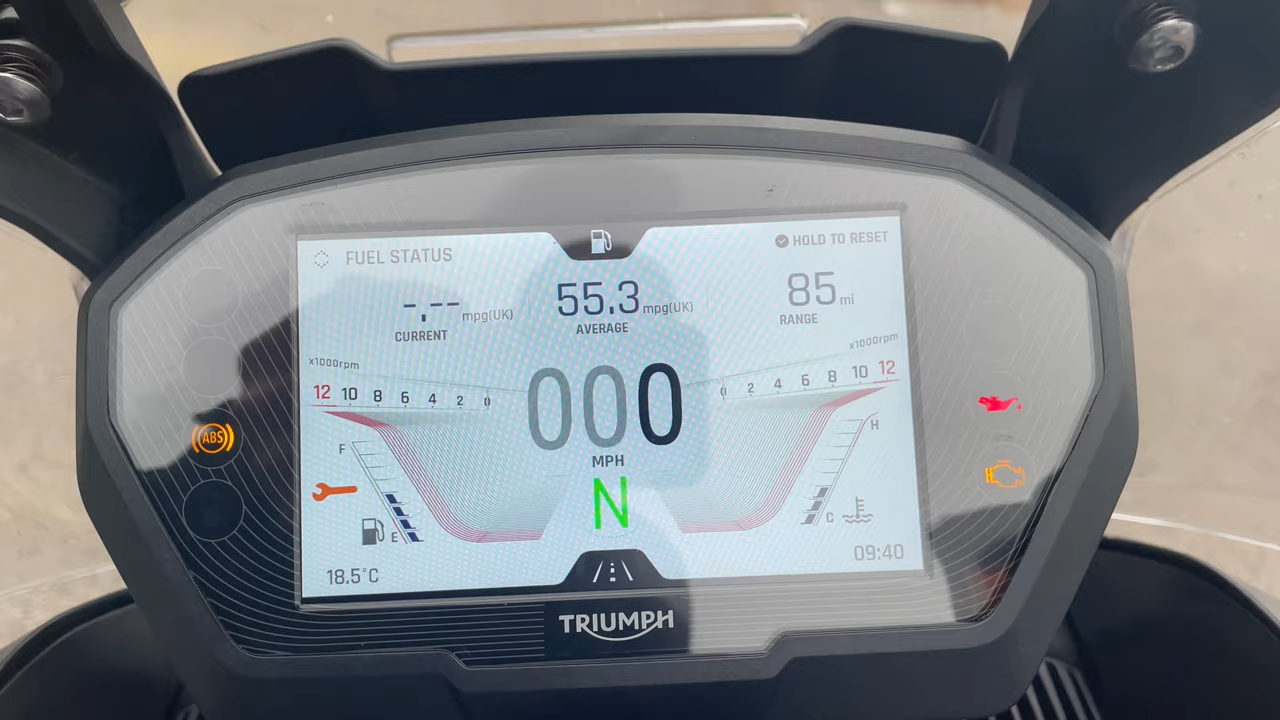 FUEL STATUS
HOLD TO RESET
-.-- mpg(UK)
CURRENT
55.3 mpg(UK)
AVERAGE
85 mi
RANGE
x1000rpm
12 10 8 6 4 2 0
000
MPH
x1000rpm
0 2 4 6 8 10 12
ABS
F
E
H
C
N
18.5°C
09:40
TRIUMPH